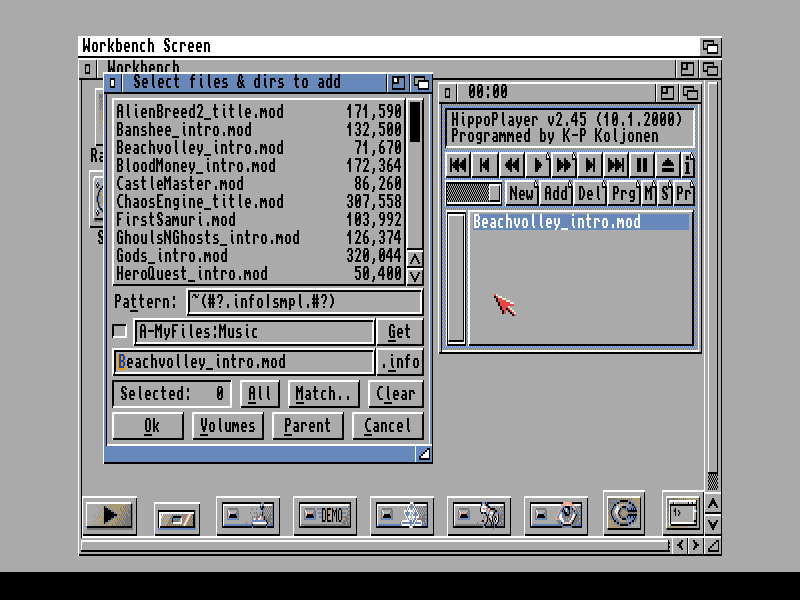 Workbench Screen
Workbench
Select files & dirs to add
AlienBreed2_title.mod 171,590
Banshee_intro.mod 132,500
Beachvolley_intro.mod 71,670
BloodMoney_intro.mod 172,364
CastleMaster.mod 86,260
ChaosEngine_title.mod 307,558
FirstSamuri.mod 103,992
GhoulsNGhosts_intro.mod 126,374
Gods_intro.mod 320,044
HeroQuest_intro.mod 50,400
Pattern: ~(#?.info|smpl.#?)
A-MyFiles:Music Get
Beachvolley_intro.mod .info
Selected: 0 All Match.. Clear
Ok Volumes Parent Cancel
00:00
HippoPlayer v2.45 (10.1.2000)
Programmed by K-P Koljonen
i
New Add Del Prg M S Pr
Beachvolley_intro.mod
Ra
S
DEMO
1>